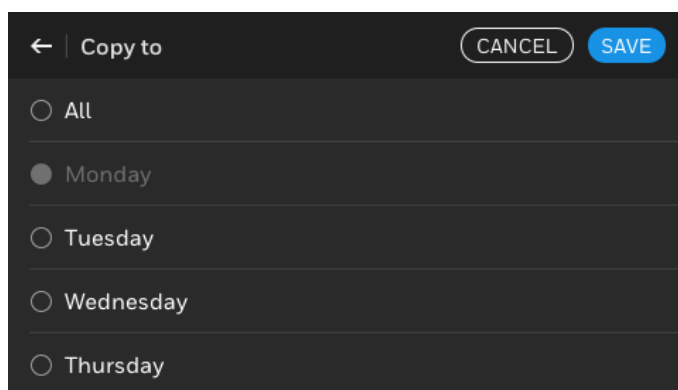 Copy to CANCEL SAVE
All
Monday
Tuesday
Wednesday
Thursday